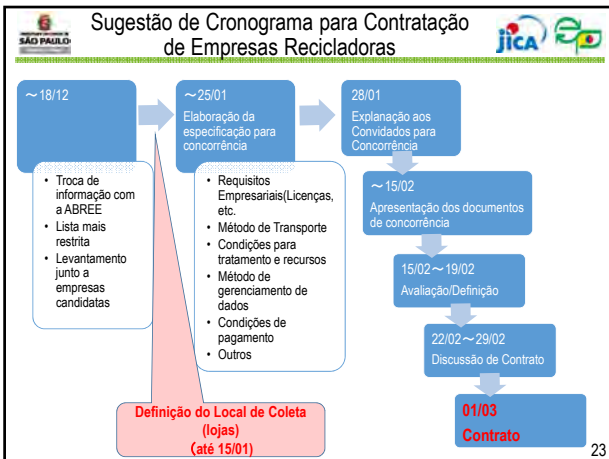 Sugestão de Cronograma para Contratação
de Empresas Recicladoras
SÃO PAULO
jICA
~18/12
~25/01
Elaboração da
especificação para
concorrência
28/01
Explanação aos
Convidados para
Concorrência
• Troca de
informação com
a ABREE
• Lista mais
restrita
• Levantamento
junto a
empresas
candidatas
• Requisitos
Empresariais(Licenças,
etc.
• Método de Transporte
• Condições para
tratamento e recursos
• Método de
gerenciamento de
dados
• Condições de
pagamento
• Outros
~15/02
Apresentação dos documentos
de concorrência
15/02~19/02
Avaliação/Definição
22/02~29/02
Discussão de Contrato
01/03
Contrato
Definição do Local de Coleta
(lojas)
(até 15/01)
23